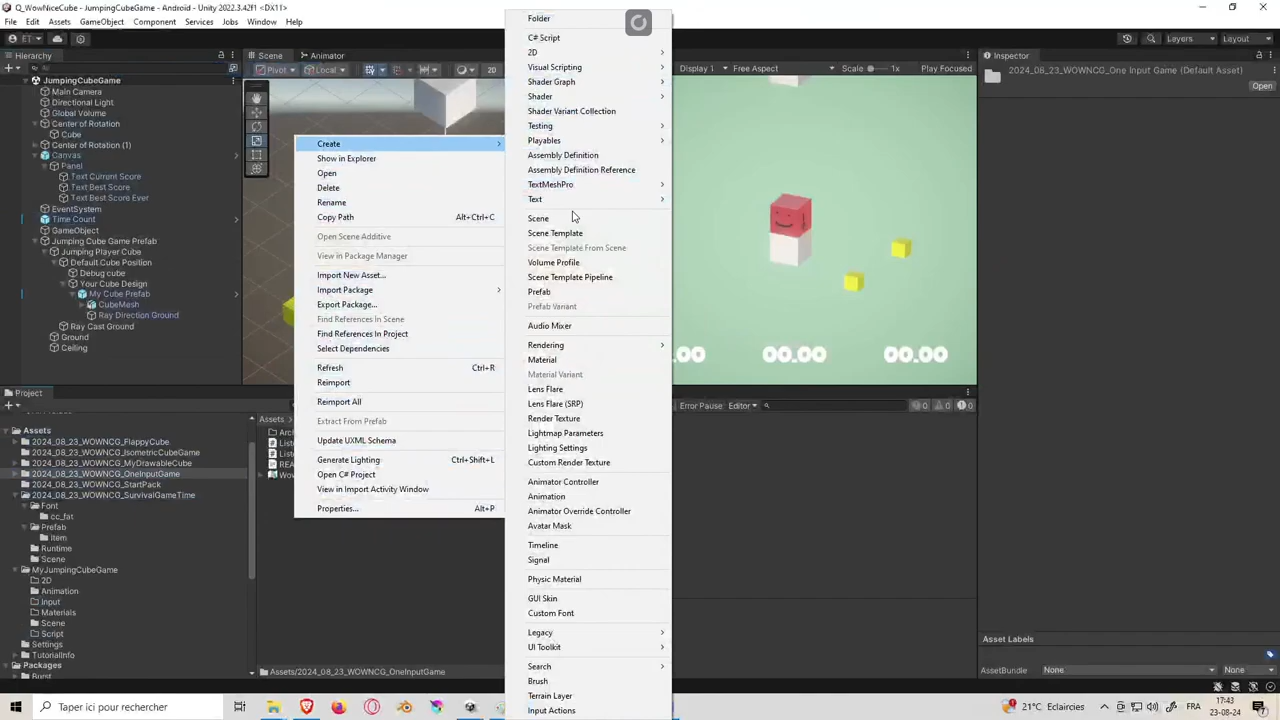 Q_WowNiceCube - JumpingCubeGame - Android - Unity 2022.3.42f1 <DX11>
File Edit Assets GameObject Component Services Jobs Window Help
Layers Layout
Hierarchy
Scene Animator
Inspector
Pivot Local 2D
Display 1 Free Aspect Scale 1x Play Focused
2024_08_23_WOWNCG_One Input Game (Default Asse
Open
JumpingCubeGame
Main Camera
Directional Light
Global Volume
Center of Rotation
Cube
Center of Rotation (1)
Canvas
Panel
Text Current Score
Text Best Score
Text Best Score Ever
EventSystem
Time Count
GameObject
Jumping Cube Game Prefab
Jumping Player Cube
Default Cube Position
Debug cube
Your Cube Design
My Cube Prefab
CubeMesh
Ray Direction Ground
Ray Cast Ground
Ground
Ceiling
Create
Show in Explorer
Open
Delete
Rename
Copy Path Alt+Ctrl+C
Open Scene Additive
View in Package Manager
Import New Asset...
Import Package
Export Package...
Find References In Scene
Find References In Project
Select Dependencies
Refresh Ctrl+R
Reimport
Reimport All
Extract From Prefab
Update UXML Schema
Generate Lighting Ctrl+Shift+L
Open C# Project
View in Import Activity Window
Properties... Alt+P
Folder
C# Script
2D
Visual Scripting
Shader Graph
Shader
Shader Variant Collection
Testing
Playables
Assembly Definition
Assembly Definition Reference
TextMeshPro
Text
Scene
Scene Template
Scene Template From Scene
Volume Profile
Scene Template Pipeline
Prefab
Prefab Variant
Audio Mixer
Rendering
Material
Material Variant
Lens Flare
Lens Flare (SRP)
Render Texture
Lightmap Parameters
Lighting Settings
Custom Render Texture
Animator Controller
Animation
Animator Override Controller
Avatar Mask
Timeline
Signal
Physic Material
GUI Skin
Custom Font
Legacy
UI Toolkit
Search
Brush
Terrain Layer
Input Actions
.00 00.00 00.00
Error Pause Editor 0 0 0
Project
Assets
Assets
2024_08_23_WOWNCG_FlappyCube
2024_08_23_WOWNCG_IsometricCubeGame
2024_08_23_WOWNCG_MyDrawableCube
2024_08_23_WOWNCG_OneInputGame
2024_08_23_WOWNCG_StartPack
2024_08_23_WOWNCG_SurvivalGameTime
Font
cc_fat
Prefab
Item
Runtime
Scene
MyJumpingCubeGame
2D
Animation
Input
Materials
Scene
Script
Settings
TutorialInfo
Packages
Burst
Arc
Liste
Liste
REA
Wo
Assets/2024_08_23_WOWNCG_OneInputGame
Asset Labels
AssetBundle None None
Taper ici pour rechercher
21°C Eclaircies
FRA
17:43
23-08-24